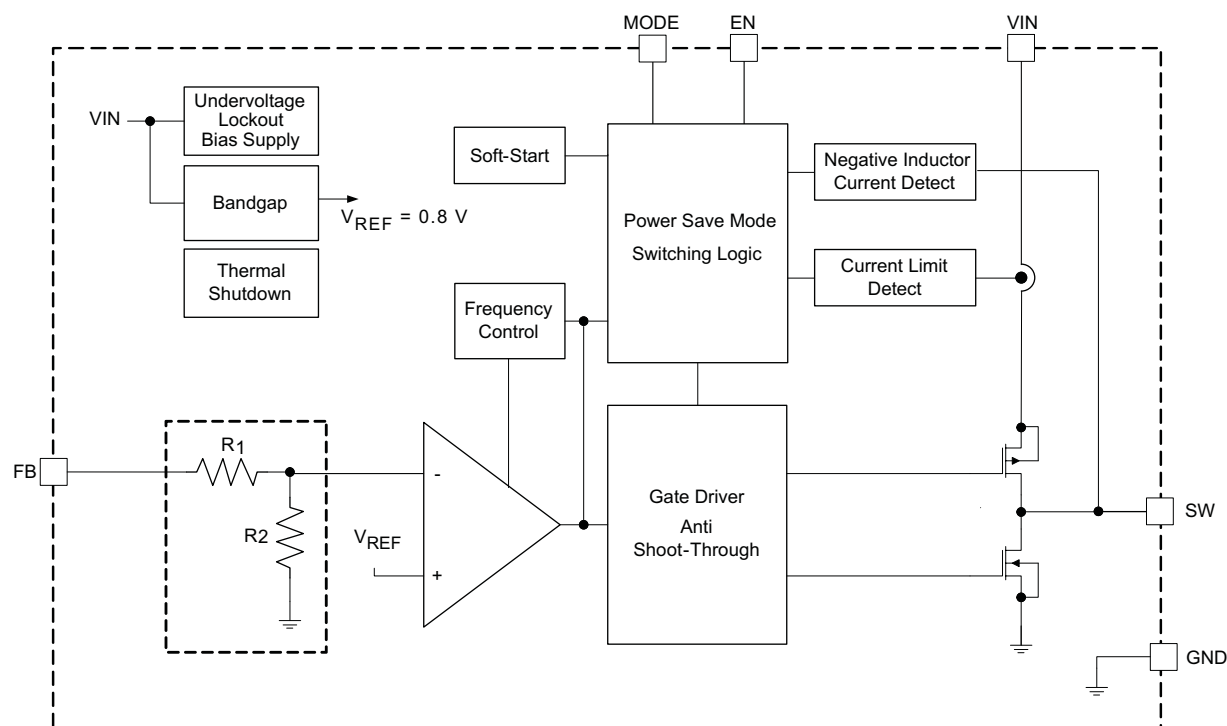 MODE
EN
VIN
VIN
Undervoltage
Lockout
Bias Supply
Bandgap
V_REF = 0.8 V
Thermal
Shutdown
Soft-Start
Power Save Mode
Switching Logic
Negative Inductor
Current Detect
Current Limit
Detect
Frequency
Control
FB
R1
R2
V_REF
-
+
Gate Driver
Anti
Shoot-Through
SW
GND